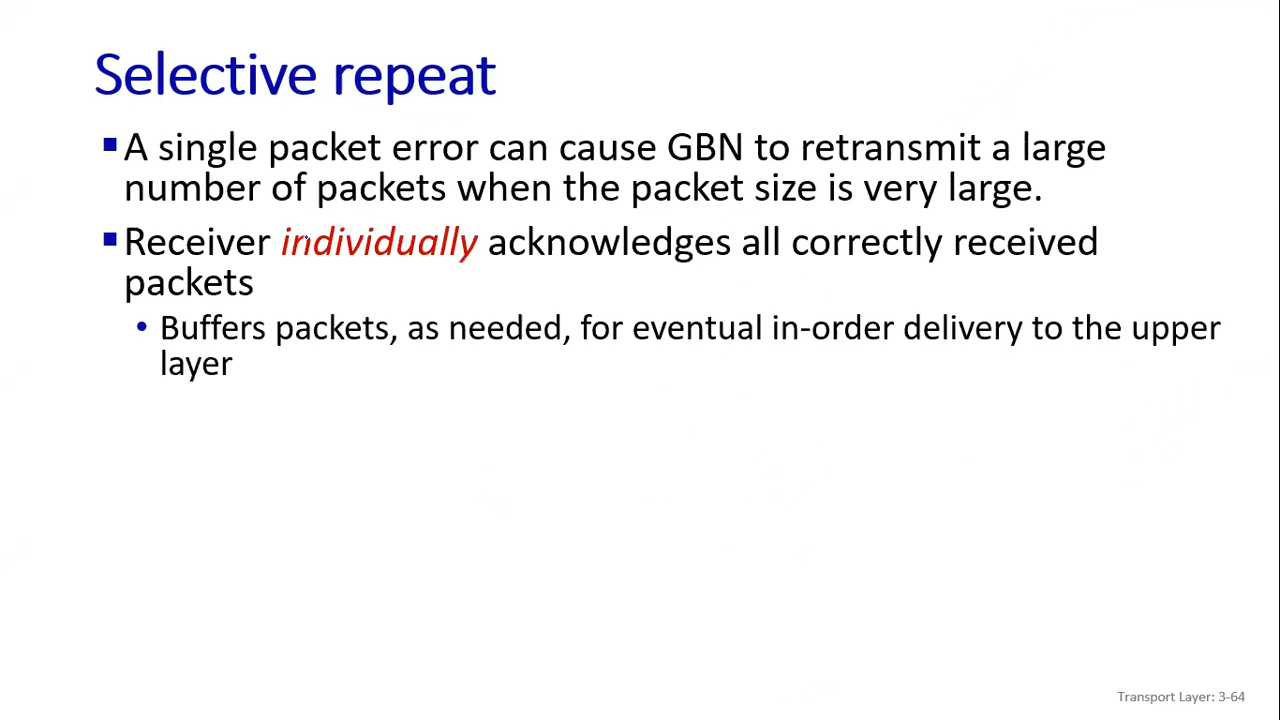 Selective repeat
▪A single packet error can cause GBN to retransmit a large
number of packets when the packet size is very large.
▪Receiver individually acknowledges all correctly received
packets
• Buffers packets, as needed, for eventual in-order delivery to the upper
layer
Transport Layer: 3-64